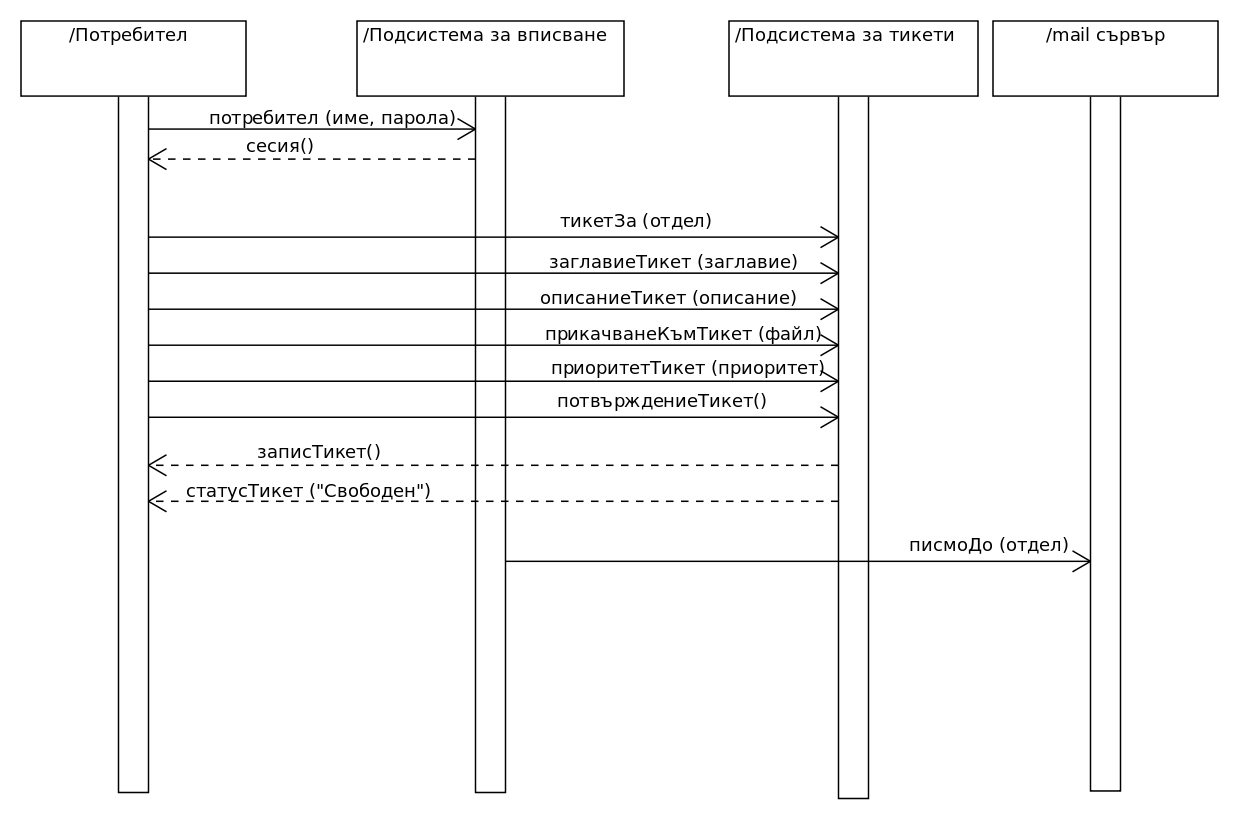 /Потребител
/Подсистема за вписване
/Подсистема за тикети
/mail сървър
потребител (име, парола)
сесия()
тикетЗа (отдел)
заглавиеТикет (заглавие)
описаниеТикет (описание)
прикачванеКъмТикет (файл)
приоритетТикет (приоритет)
потвърждениеТикет()
записТикет()
статусТикет ("Свободен")
писмоДо (отдел)